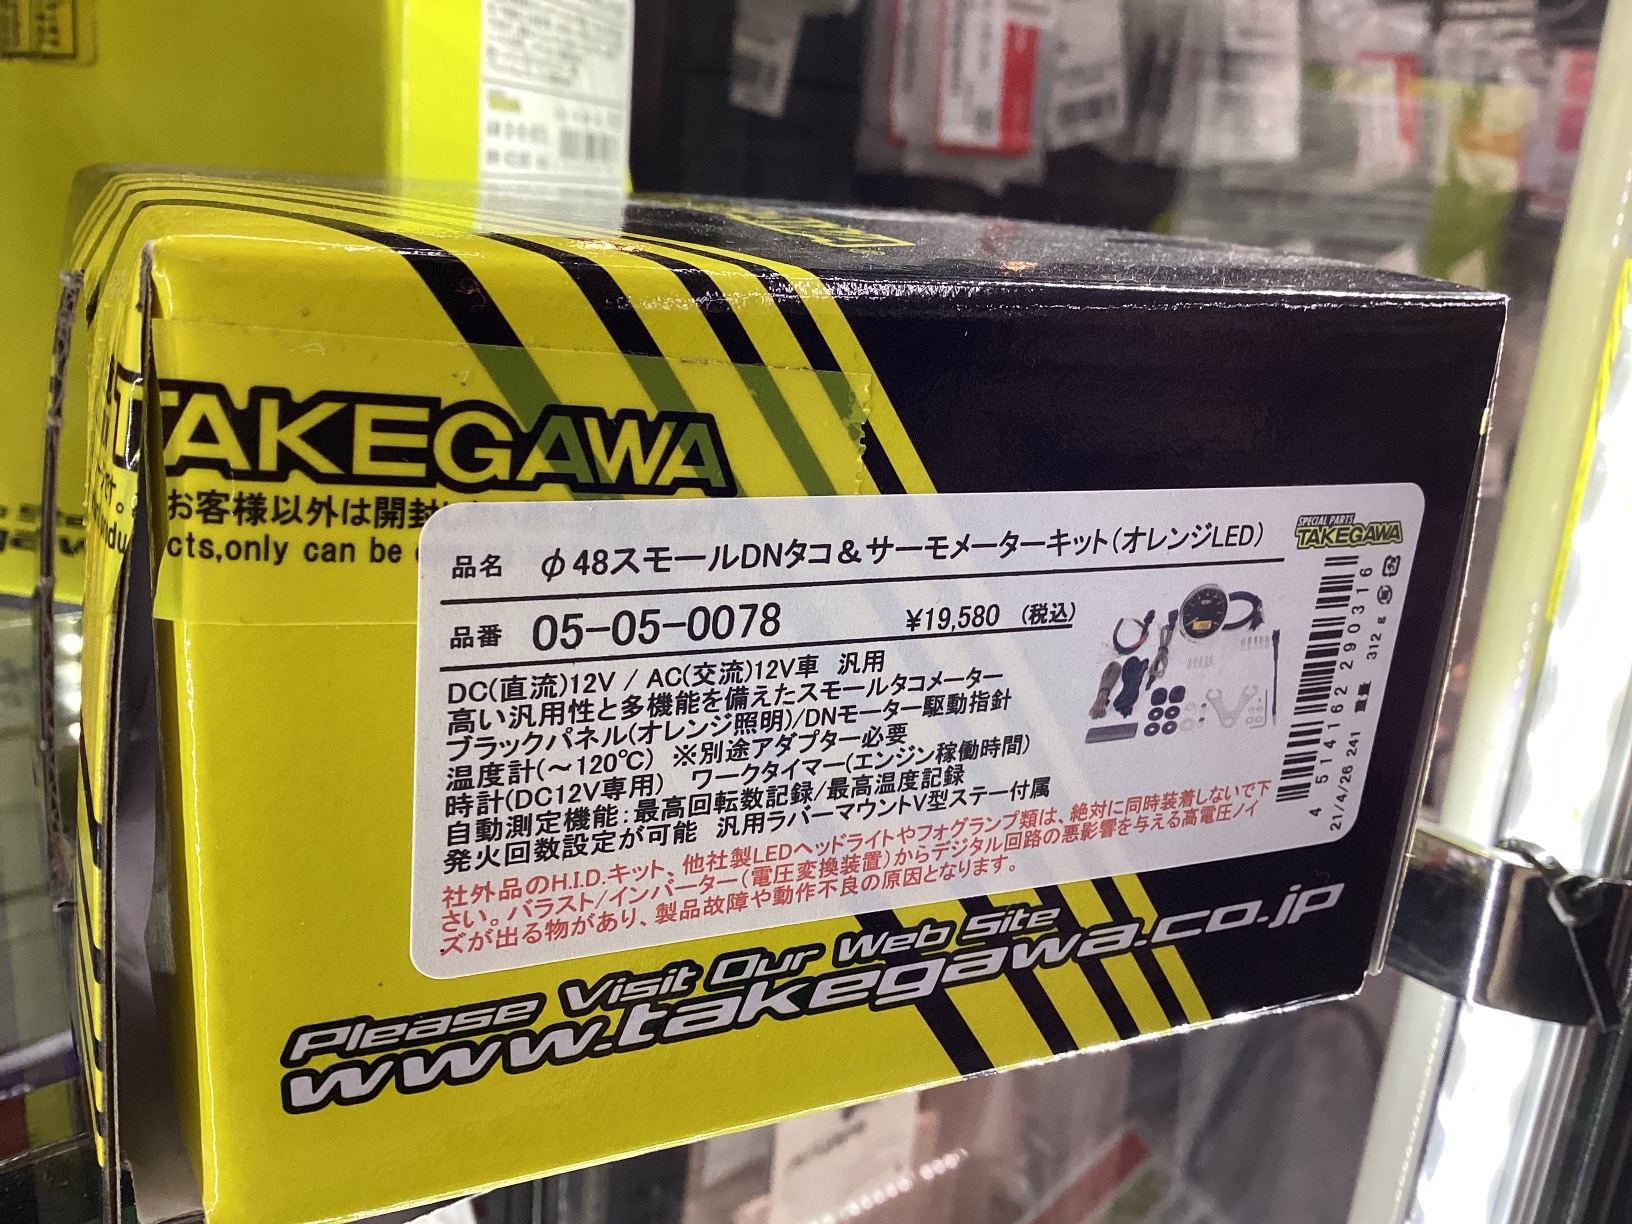 TAKEGAWA
お客様以外は開封
cts,only can be
品名 φ48スモールDNタコ&サーモメーターキット(オレンジLED)
SPECIAL PARTS
TAKEGAWA
品番 05-05-0078 ¥19,580 (税込)
DC(直流)12V / AC(交流)12V車 汎用
高い汎用性と多機能を備えたスモールタコメーター
ブラックパネル(オレンジ照明)/DNモーター駆動指針
温度計(～120℃) ※別途アダプター必要
時計(DC12V専用) ワークタイマー(エンジン稼働時間)
自動測定機能:最高回転数記録/最高温度記録
発火回数設定が可能 汎用ラバーマウントV型ステー付属
社外品のH.I.D.キット、他社製LEDヘッドライトやフォグランプ類は、絶対に同時装着しないで下
さい。バラスト/インバーター(電圧変換装置)からデジタル回路の悪影響を与える高電圧ノイ
ズが出る物があり、製品故障や動作不良の原因となります。
4 514162 290316
21/4/26 241 重量 312 g
Please Visit Our Web Site
www.takegawa.co.jp